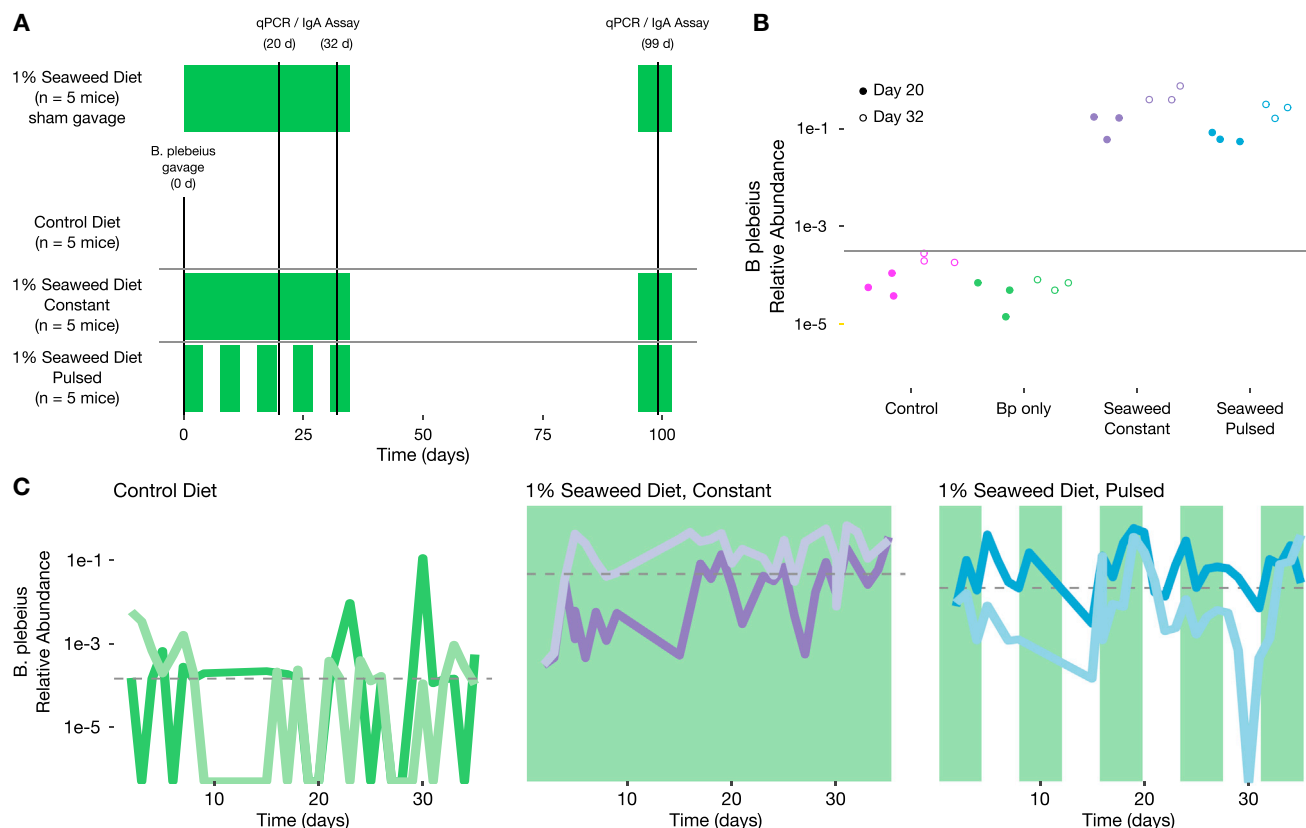 A
qPCR / IgA Assay
(20 d)
(32 d)
qPCR / IgA Assay
(99 d)
1% Seaweed Diet
(n = 5 mice)
sham gavage
B. plebeius
gavage
(0 d)
Control Diet
(n = 5 mice)
1% Seaweed Diet
Constant
(n = 5 mice)
1% Seaweed Diet
Pulsed
(n = 5 mice)
0
25
50
75
100
Time (days)
B
Day 20
Day 32
B plebeius
Relative Abundance
1e-1
1e-3
1e-5
Control
Bp only
Seaweed
Constant
Seaweed
Pulsed
C
Control Diet
B. plebeius
Relative Abundance
1e-1
1e-3
1e-5
10
20
30
Time (days)
1% Seaweed Diet, Constant
10
20
30
Time (days)
1% Seaweed Diet, Pulsed
10
20
30
Time (days)